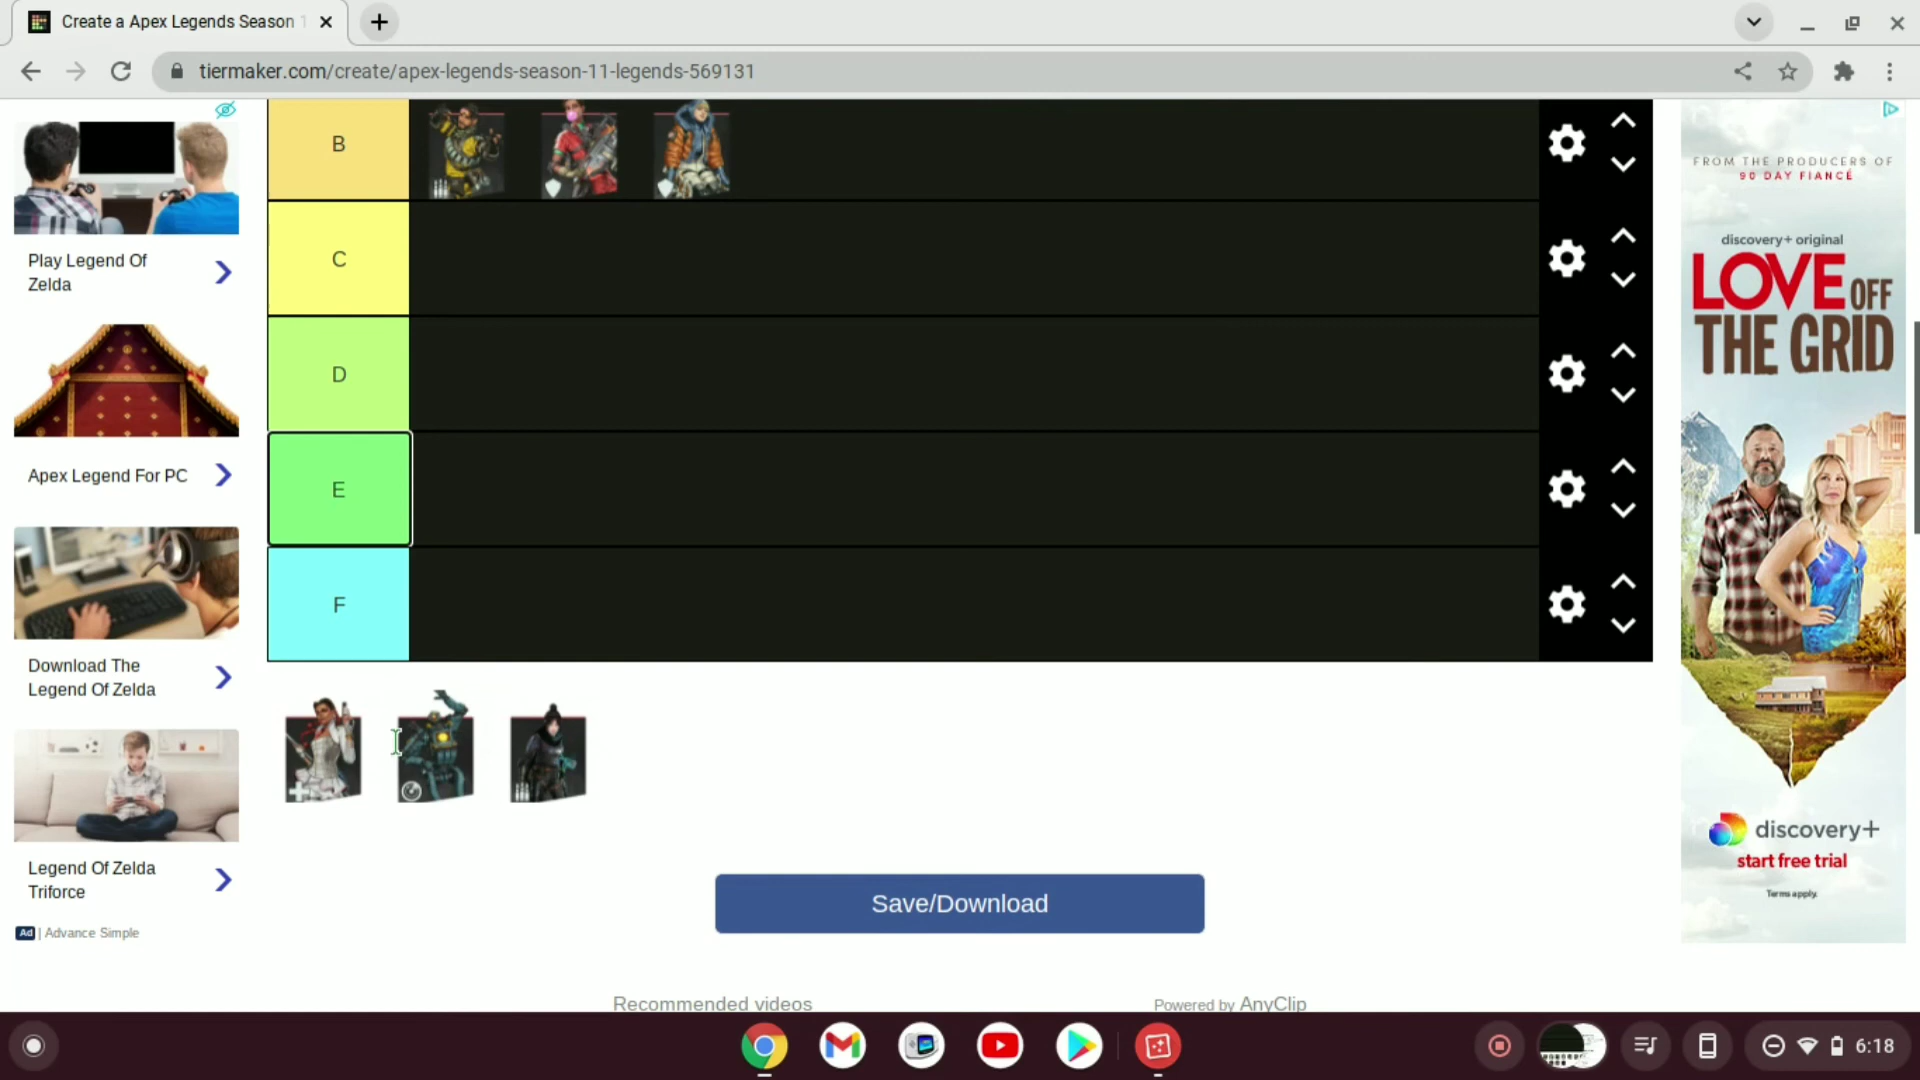 Create a Apex Legends Season 1
tiermaker.com/create/apex-legends-season-11-legends-569131
Play Legend Of
Zelda
Apex Legend For PC
Download The
Legend Of Zelda
Legend Of Zelda
Triforce
Ad | Advance Simple
B
C
D
E
F
Save/Download
Recommended videos
Powered by AnyClip
FROM THE PRODUCERS OF
90 DAY FIANCÉ
discovery+ original
LOVE OFF
THE GRID
discovery+
start free trial
Terms apply.
6:18